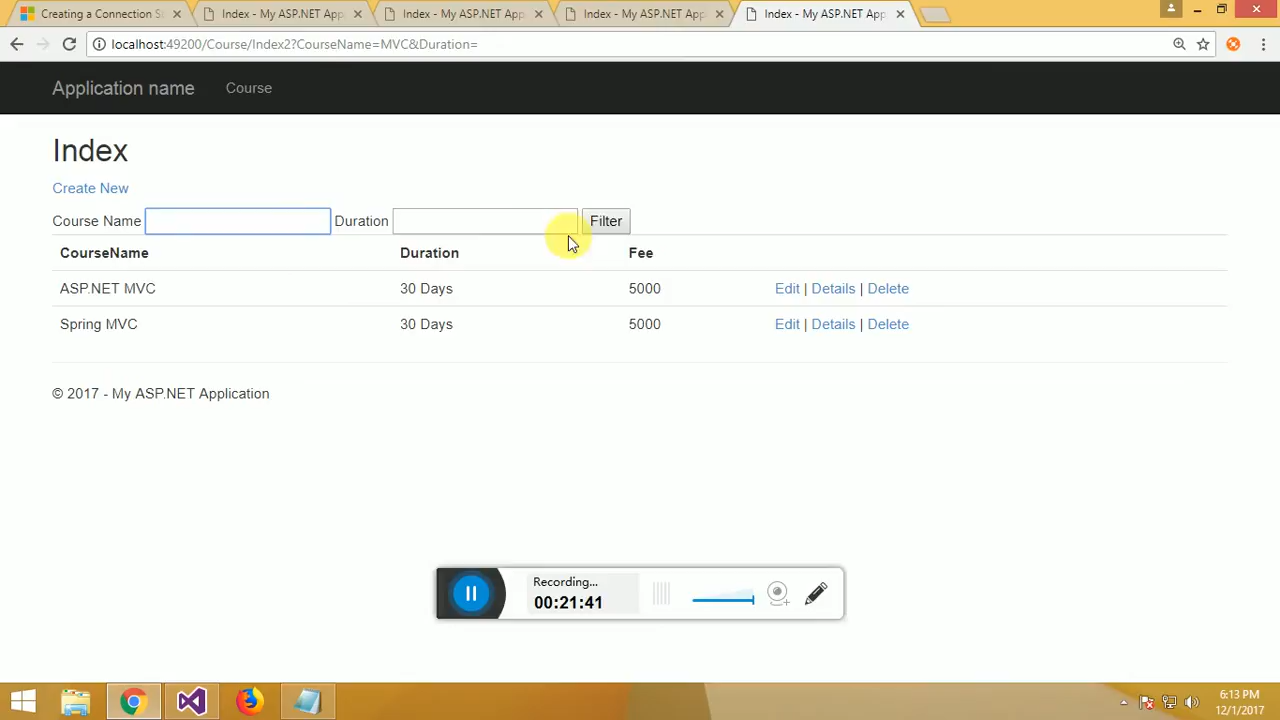 Creating a Connection S
Index - My ASP.NET App
Index - My ASP.NET App
Index - My ASP.NET App
Index - My ASP.NET App
localhost:49200/Course/Index2?CourseName=MVC&Duration=
Application name Course
Index
Create New
Course Name Duration Filter
CourseName Duration Fee
ASP.NET MVC 30 Days 5000 Edit | Details | Delete
Spring MVC 30 Days 5000 Edit | Details | Delete
© 2017 - My ASP.NET Application
Recording...
00:21:41
6:13 PM
12/1/2017